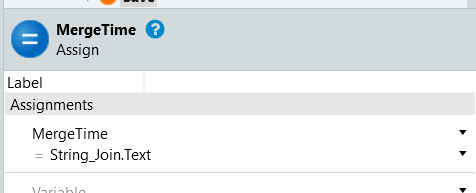 MergeTime
Assign
Label
Assignments
MergeTime
= String_Join.Text
Variable